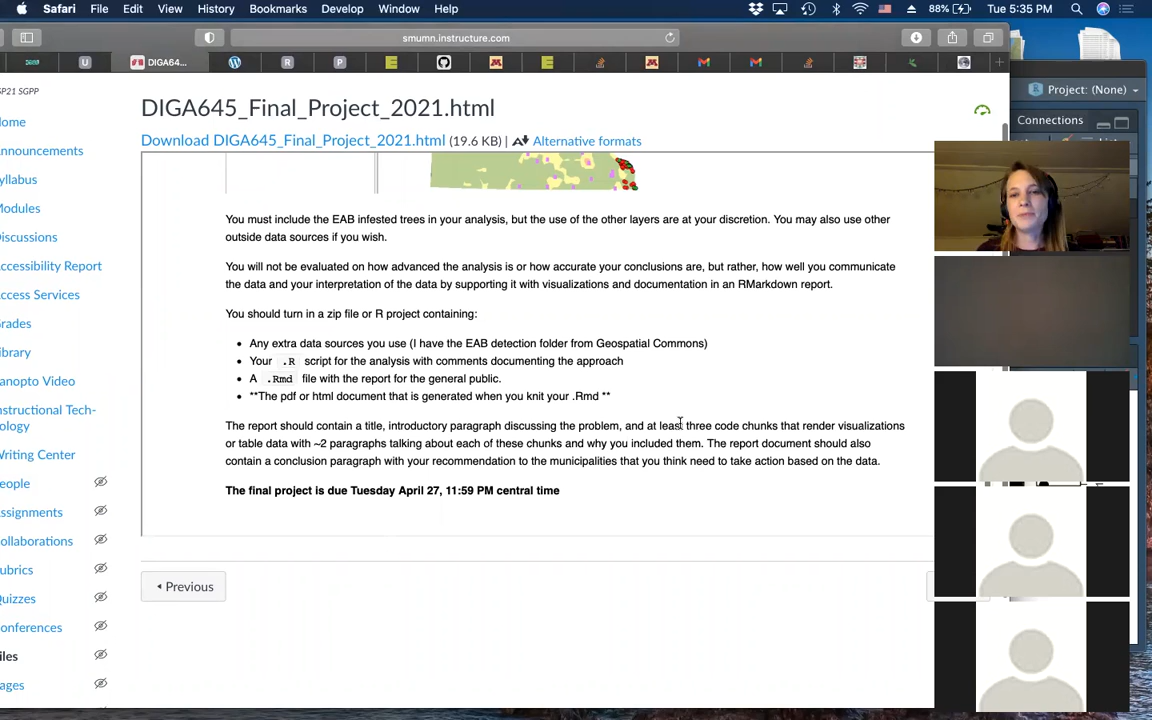 Safari File Edit View History Bookmarks Develop Window Help 88% Tue 5:35 PM
smumn.instructure.com
DIGA64...
Project: (None)
Connections
P21 SGPP
DIGA645_Final_Project_2021.html
Download DIGA645_Final_Project_2021.html (19.6 KB) | Alternative formats
ome
nnouncements
yllabus
odules
iscussions
ccessibility Report
ccess Services
rades
ibrary
anopto Video
structional Tech-
ology
riting Center
eople
ssignments
ollaborations
ubrics
uizzes
onferences
iles
ages
You must include the EAB infested trees in your analysis, but the use of the other layers are at your discretion. You may also use other
outside data sources if you wish.
You will not be evaluated on how advanced the analysis is or how accurate your conclusions are, but rather, how well you communicate
the data and your interpretation of the data by supporting it with visualizations and documentation in an RMarkdown report.
You should turn in a zip file or R project containing:
• Any extra data sources you use (I have the EAB detection folder from Geospatial Commons)
• Your .R script for the analysis with comments documenting the approach
• A .Rmd file with the report for the general public.
• **The pdf or html document that is generated when you knit your .Rmd **
The report should contain a title, introductory paragraph discussing the problem, and at least three code chunks that render visualizations
or table data with ~2 paragraphs talking about each of these chunks and why you included them. The report document should also
contain a conclusion paragraph with your recommendation to the municipalities that you think need to take action based on the data.
The final project is due Tuesday April 27, 11:59 PM central time
Previous